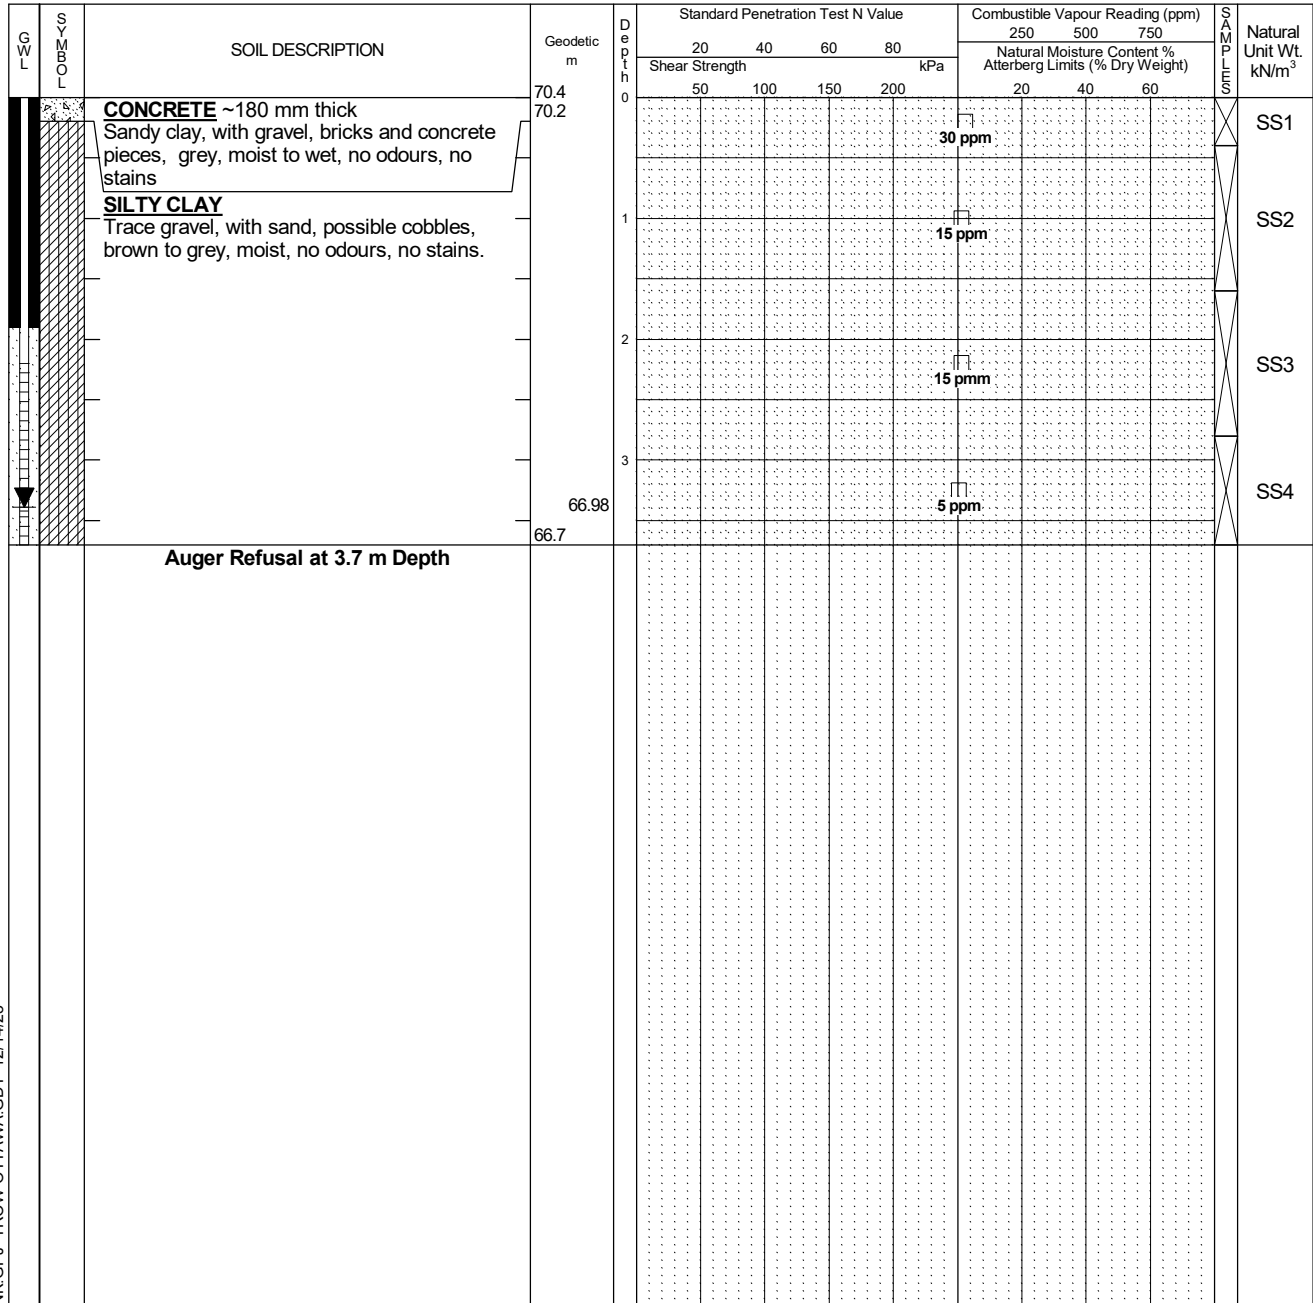 GWL
SYMBOL
SOIL DESCRIPTION
Geodetic
m
Depth
Standard Penetration Test N Value
20 40 60 80
Shear Strength kPa
50 100 150 200
Combustible Vapour Reading (ppm)
250 500 750
Natural Moisture Content %
Atterberg Limits (% Dry Weight)
20 40 60
SAMPLES
Natural
Unit Wt.
kN/m³
70.4
0
CONCRETE ~180 mm thick
70.2
Sandy clay, with gravel, bricks and concrete
pieces, grey, moist to wet, no odours, no
stains
30 ppm
SS1
SILTY CLAY
Trace gravel, with sand, possible cobbles,
brown to grey, moist, no odours, no stains.
1
15 ppm
SS2
2
15 pmm
SS3
3
5 ppm
SS4
66.98
66.7
Auger Refusal at 3.7 m Depth